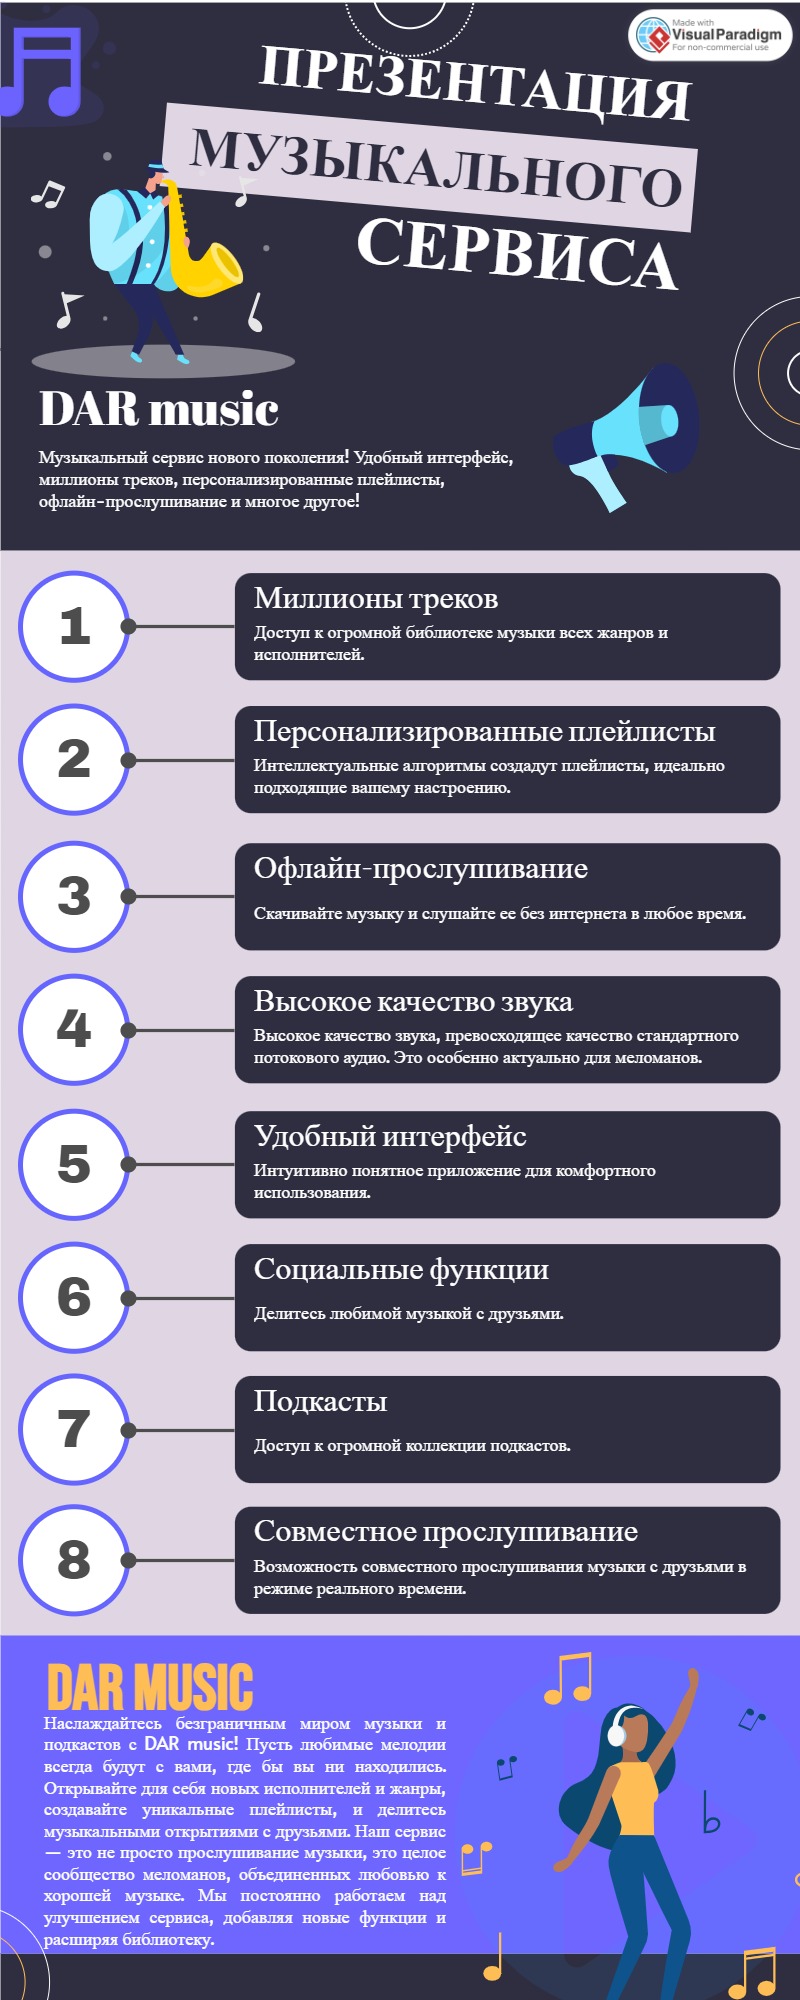 Made with
VisualParadigm
For non-commercial use
ПРЕЗЕНТАЦИЯ
МУЗЫКАЛЬНОГО
СЕРВИСА
DAR music
Музыкальный сервис нового поколения! Удобный интерфейс,
миллионы треков, персонализированные плейлисты,
офлайн-прослушивание и многое другое!
1
Миллионы треков
Доступ к огромной библиотеке музыки всех жанров и
исполнителей.
2
Персонализированные плейлисты
Интеллектуальные алгоритмы создадут плейлисты, идеально
подходящие вашему настроению.
3
Офлайн-прослушивание
Скачивайте музыку и слушайте ее без интернета в любое время.
4
Высокое качество звука
Высокое качество звука, превосходящее качество стандартного
потокового аудио. Это особенно актуально для меломанов.
5
Удобный интерфейс
Интуитивно понятное приложение для комфортного
использования.
6
Социальные функции
Делитесь любимой музыкой с друзьями.
7
Подкасты
Доступ к огромной коллекции подкастов.
8
Совместное прослушивание
Возможность совместного прослушивания музыки с друзьями в
режиме реального времени.
DAR MUSIC
Наслаждайтесь безграничным миром музыки и
подкастов с DAR music! Пусть любимые мелодии
всегда будут с вами, где бы вы ни находились.
Открывайте для себя новых исполнителей и жанры,
создавайте уникальные плейлисты, и делитесь
музыкальными открытиями с друзьями. Наш сервис
— это не просто прослушивание музыки, это целое
сообщество меломанов, объединенных любовью к
хорошей музыке. Мы постоянно работаем над
улучшением сервиса, добавляя новые функции и
расширяя библиотеку.